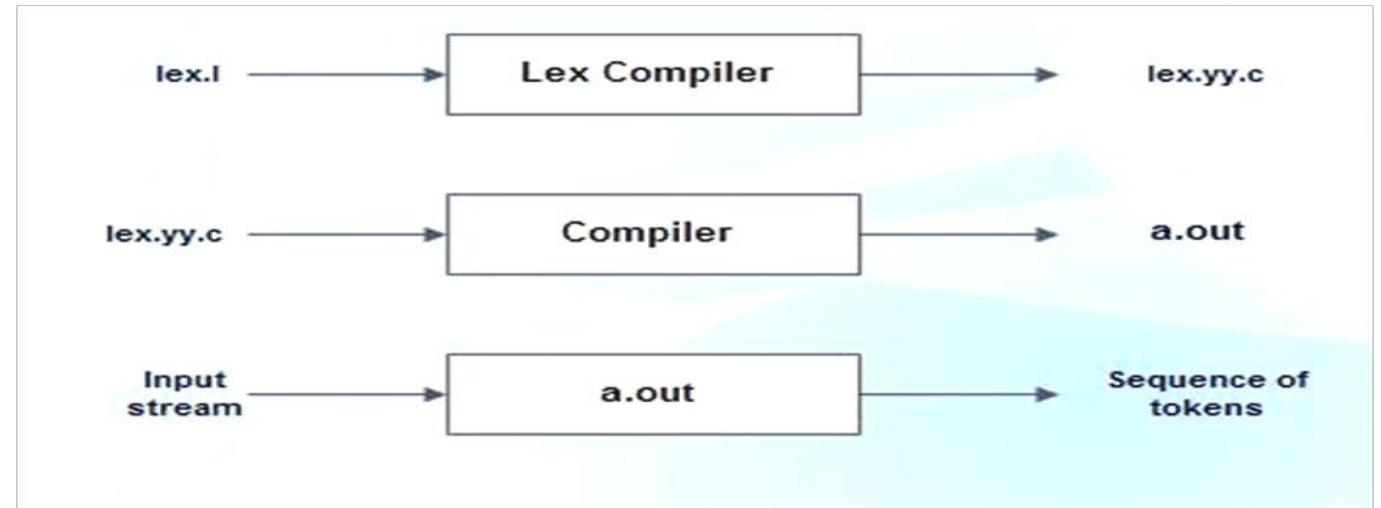 lex.l
Lex Compiler
lex.yy.c
lex.yy.c
Compiler
a.out
Input
stream
a.out
Sequence of
tokens